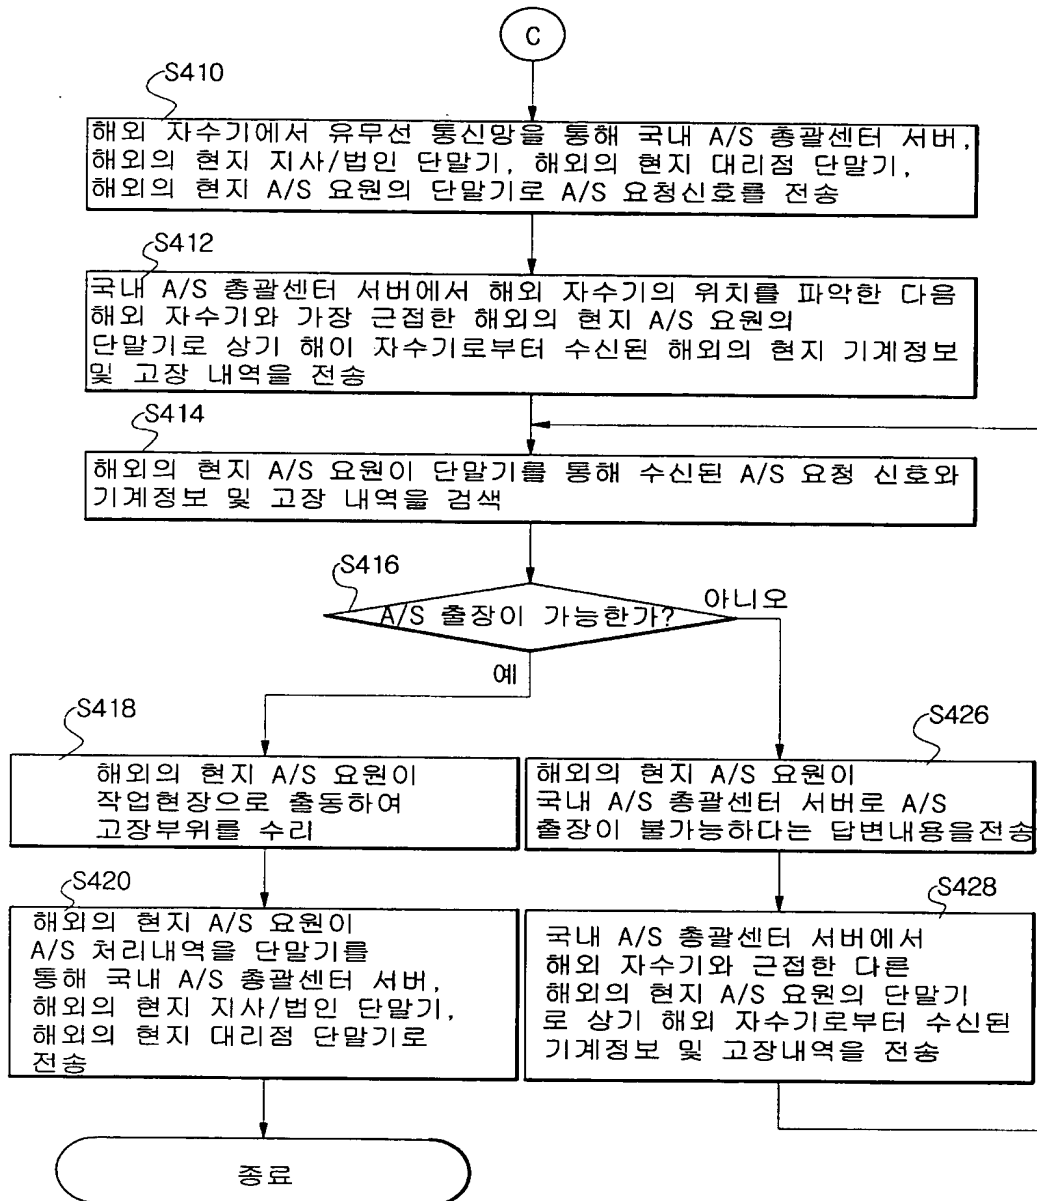 C
S410
해외 자수기에서 유무선 통신망을 통해 국내 A/S 총괄센터 서버,
해외의 현지 지사/법인 단말기, 해외의 현지 대리점 단말기,
해외의 현지 A/S 요원의 단말기로 A/S 요청신호를 전송
S412
국내 A/S 총괄센터 서버에서 해외 자수기의 위치를 파악한 다음
해외 자수기와 가장 근접한 해외의 현지 A/S 요원의
단말기로 상기 해이 자수기로부터 수신된 해외의 현지 기계정보
및 고장 내역을 전송
S414
해외의 현지 A/S 요원이 단말기를 통해 수신된 A/S 요청 신호와
기계정보 및 고장 내역을 검색
S416
A/S 출장이 가능한가?
아니오
예
S418
해외의 현지 A/S 요원이
작업현장으로 출동하여
고장부위를 수리
S426
해외의 현지 A/S 요원이
국내 A/S 총괄센터 서버로 A/S
출장이 불가능하다는 답변내용을전송
S420
해외의 현지 A/S 요원이
A/S 처리내역을 단말기를
통해 국내 A/S 총괄센터 서버,
해외의 현지 지사/법인 단말기,
해외의 현지 대리점 단말기로
전송
S428
국내 A/S 총괄센터 서버에서
해외 자수기와 근접한 다른
해외의 현지 A/S 요원의 단말기
로 상기 해외 자수기로부터 수신된
기계정보 및 고장내역을 전송
종료